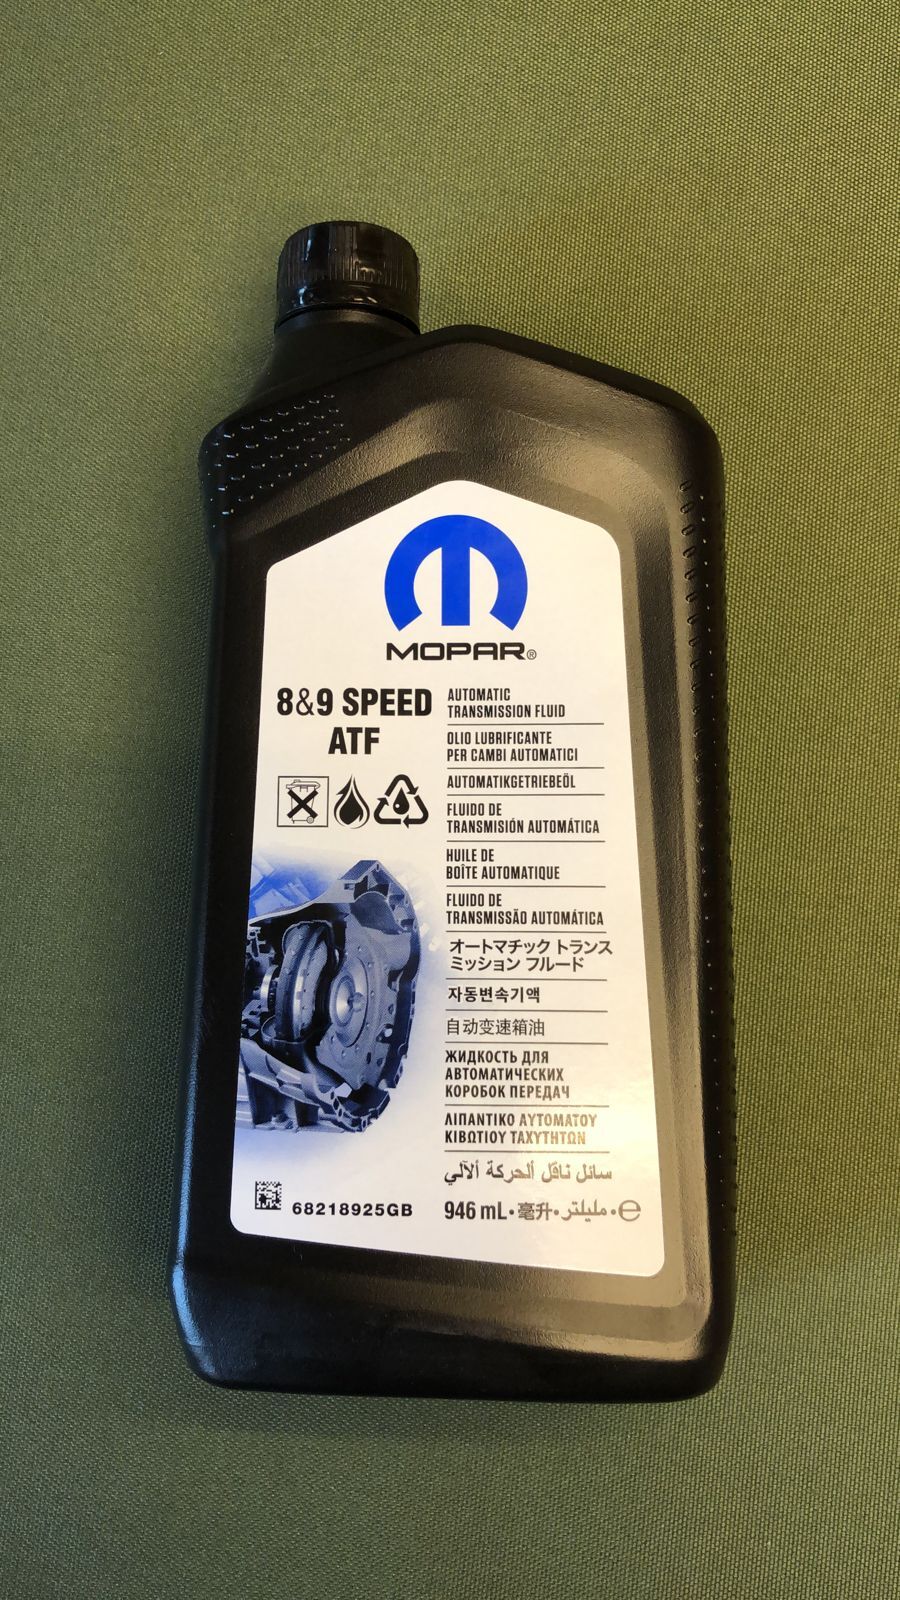 MOPAR®
8&9 SPEED
ATF
AUTOMATIC
TRANSMISSION FLUID
OLIO LUBRIFICANTE
PER CAMBI AUTOMATICI
AUTOMATIKGETRIEBEÖL
FLUIDO DE
TRANSMISIÓN AUTOMÁTICA
HUILE DE
BOÎTE AUTOMATIQUE
FLUIDO DE
TRANSMISSÃO AUTOMÁTICA
オートマチック トランス
ミッション フルード
자동변속기액
自动变速箱油
ЖИДКОСТЬ ДЛЯ
АВТОМАТИЧЕСКИХ
КОРОБОК ПЕРЕДАЧ
ΛΙΠΑΝΤΙΚΟ ΑΥΤΟΜΑΤΟΥ
ΚΙΒΩΤΙΟΥ ΤΑΧΥΤΗΤΩΝ
سائل ناقل الحركة الآلي
68218925GB
946 mL・毫升・مليلتر・℮